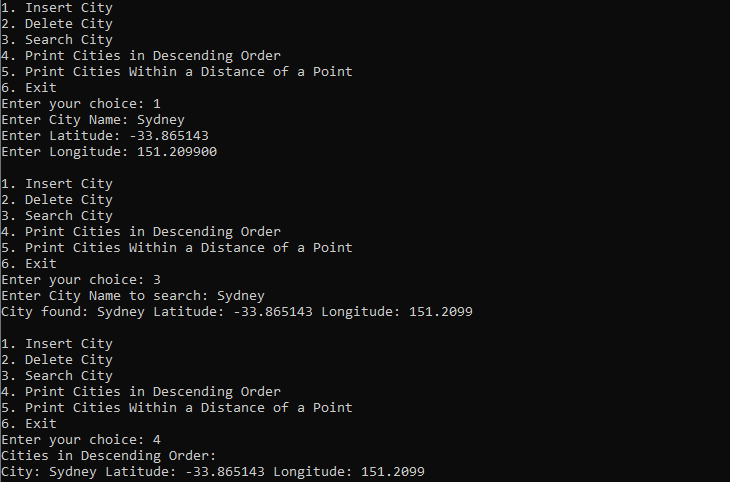 1. Insert City
2. Delete City
3. Search City
4. Print Cities in Descending Order
5. Print Cities Within a Distance of a Point
6. Exit
Enter your choice: 1
Enter City Name: Sydney
Enter Latitude: -33.865143
Enter Longitude: 151.209900
1. Insert City
2. Delete City
3. Search City
4. Print Cities in Descending Order
5. Print Cities Within a Distance of a Point
6. Exit
Enter your choice: 3
Enter City Name to search: Sydney
City found: Sydney Latitude: -33.865143 Longitude: 151.2099
1. Insert City
2. Delete City
3. Search City
4. Print Cities in Descending Order
5. Print Cities Within a Distance of a Point
6. Exit
Enter your choice: 4
Cities in Descending Order:
City: Sydney Latitude: -33.865143 Longitude: 151.2099